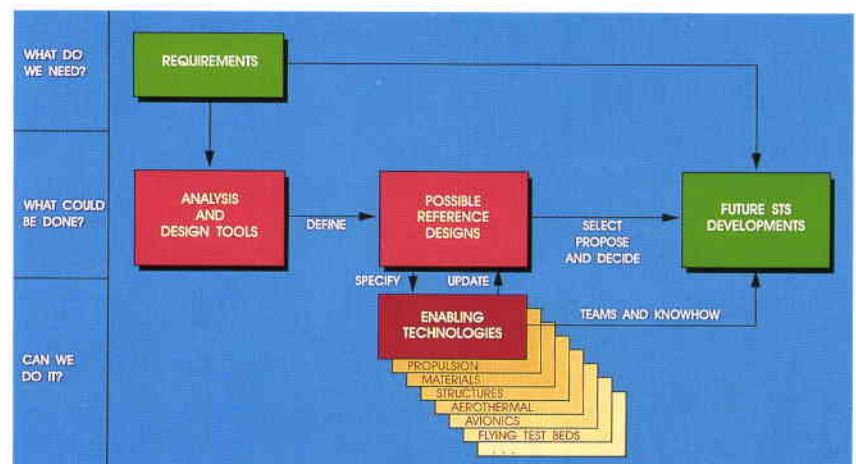 WHAT DO
WE NEED?
REQUIREMENTS
WHAT COULD
BE DONE?
ANALYSIS
AND
DESIGN TOOLS
DEFINE
POSSIBLE
REFERENCE
DESIGNS
SELECT
PROPOSE
AND DECIDE
FUTURE STS
DEVELOPMENTS
SPECIFY
UPDATE
CAN WE
DO IT?
ENABLING
TECHNOLOGIES
TEAMS AND KNOWHOW
PROPULSION
MATERIALS
STRUCTURES
AEROTHERMAL
AVIONICS
FLYING TEST BEDS
. . .